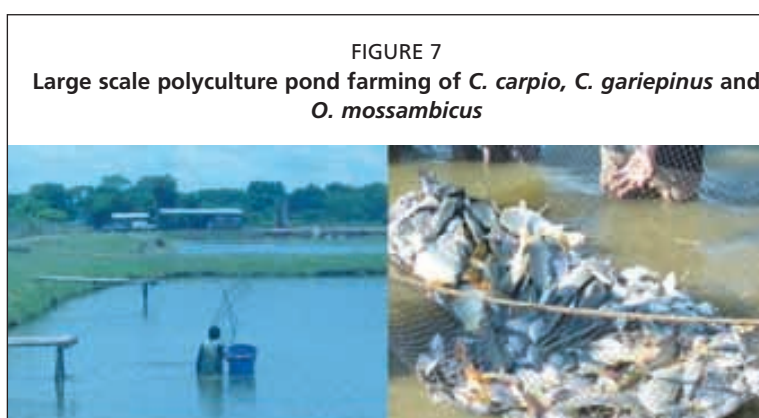 FIGURE 7
Large scale polyculture pond farming of C. carpio, C. gariepinus and
O. mossambicus